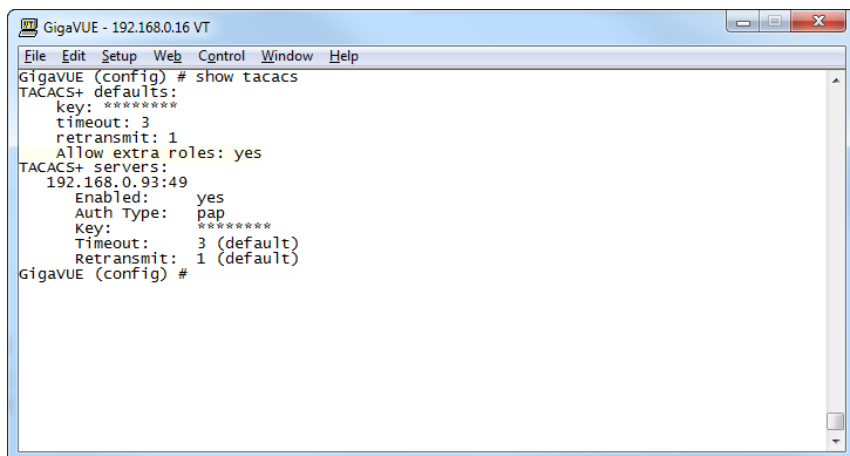 GigaVUE - 192.168.0.16 VT
File Edit Setup Web Control Window Help
GigaVUE (config) # show tacacs
TACACS+ defaults:
    key: ********
    timeout: 3
    retransmit: 1
    Allow extra roles: yes
TACACS+ servers:
   192.168.0.93:49
      Enabled:     yes
      Auth Type:   pap
      Key:         ********
      Timeout:     3 (default)
      Retransmit:  1 (default)
GigaVUE (config) #